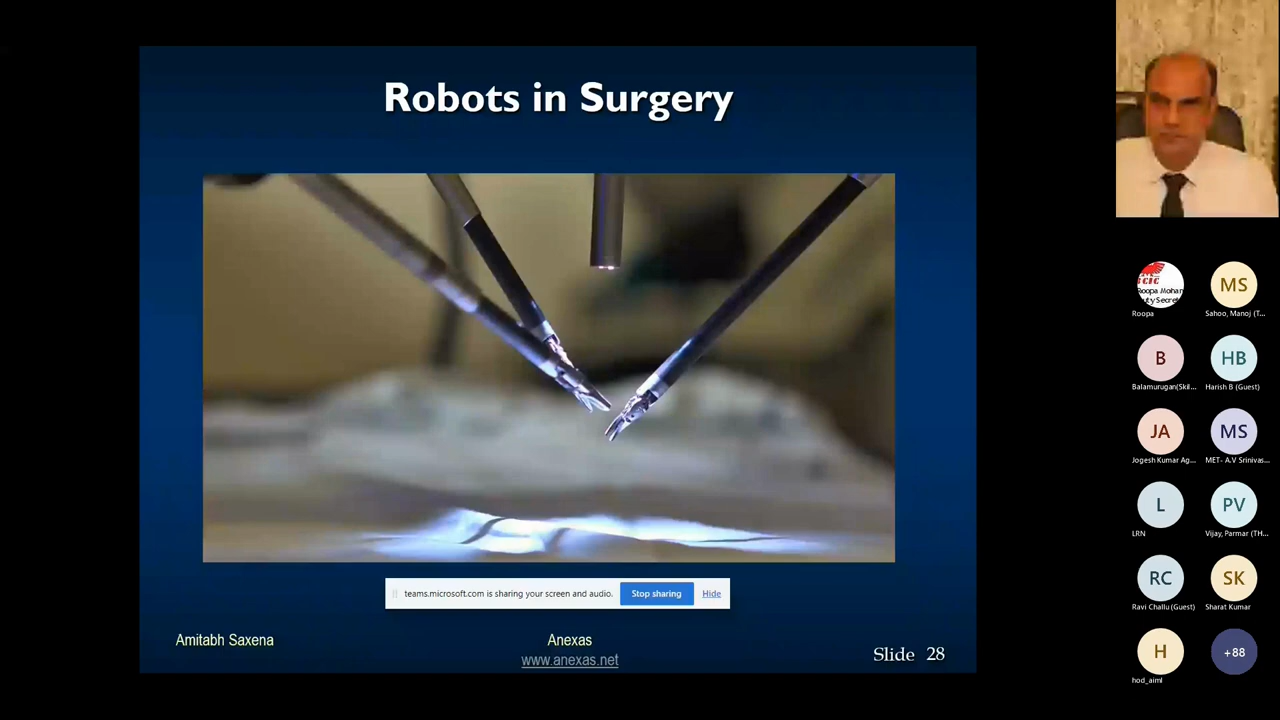 Robots in Surgery
teams.microsoft.com is sharing your screen and audio.
Stop sharing
Hide
Amitabh Saxena
Anexas
www.anexas.net
Slide 28
Roopa Mohan
Roopa
MS
Sahoo, Manoj (T...
B
Balamurugan(Skil...
HB
Harish B (Guest)
JA
Jogesh Kumar Ag...
MS
MET- A.V Srinivas...
L
LRN
PV
Vijay, Parmar (TH...
RC
Ravi Challu (Guest)
SK
Sharat Kumar
H
hod_aiml
+88